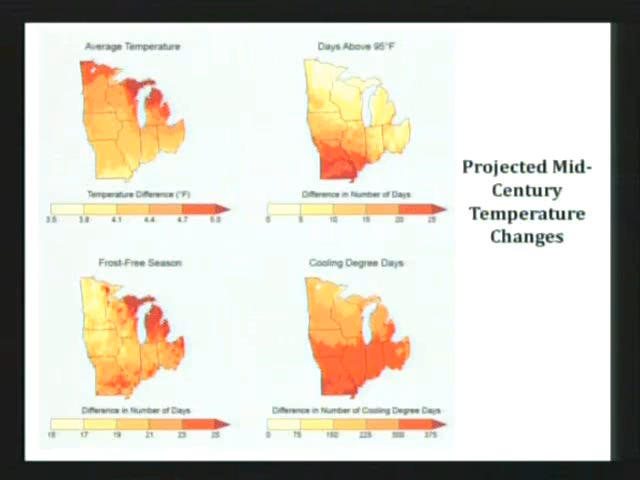 Average Temperature
Days Above 95°F
Projected Mid-
Century
Temperature
Changes
Temperature Difference (°F)
3.5 3.8 4.1 4.4 4.7 5.0
Difference in Number of Days
0 5 10 15 20 25
Frost-Free Season
Cooling Degree Days
Difference in Number of Days
15 17 19 21 23 25
Difference in Number of Cooling Degree Days
0 75 150 225 300 375